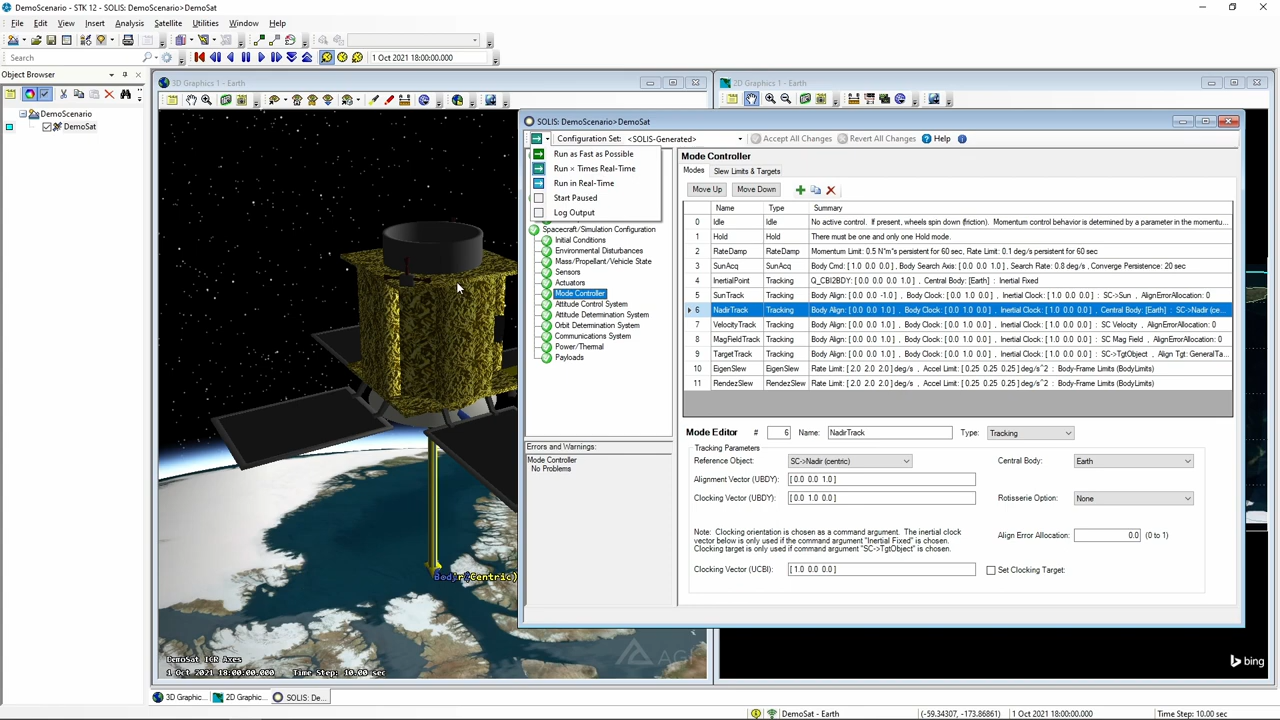 DemoScenario - STK 12 - SOLIS: DemoScenario>DemoSat
File Edit View Insert Analysis Satellite Utilities Window Help
1 Oct 2021 18:00:00.000
Search
Object Browser
DemoScenario
DemoSat
3D Graphics 1 - Earth
2D Graphics 1 - Earth
SOLIS: DemoScenario>DemoSat
Configuration Set: <SOLIS-Generated> Accept All Changes Revert All Changes Help
Run as Fast as Possible
Run × Times Real-Time
Run in Real-Time
Start Paused
Log Output
Spacecraft/Simulation Configuration
Initial Conditions
Environmental Disturbances
Mass/Propellant/Vehicle State
Sensors
Actuators
Mode Controller
Attitude Control System
Attitude Determination System
Orbit Determination System
Communications System
Power/Thermal
Payloads
Errors and Warnings:
Mode Controller
No Problems
Mode Controller
Modes Slew Limits & Targets
Move Up Move Down
Name Type Summary
0 Idle Idle No active control. If present, wheels spin down (friction). Momentum control behavior is determined by a parameter in the momentu...
1 Hold Hold There must be one and only one Hold mode.
2 RateDamp RateDamp Momentum Limit: 0.5 N*m*s persistent for 60 sec, Rate Limit: 0.1 deg/s persistent for 60 sec
3 SunAcq SunAcq Body Cmd: [ 1.0 0.0 0.0 ] , Body Search Axis: [ 0.0 0.0 1.0 ] , Search Rate: 0.8 deg/s , Converge Persistence: 20 sec
4 InertialPoint Tracking Q_CBI2BDY: [ 0.0 0.0 0.0 1.0 ] , Central Body: [Earth] : Inertial Fixed
5 SunTrack Tracking Body Align: [ 0.0 0.0 -1.0 ] , Body Clock: [ 0.0 1.0 0.0 ] , Inertial Clock: [ 1.0 0.0 0.0 ] : SC->Sun , AlignErrorAllocation: 0
6 NadirTrack Tracking Body Align: [ 0.0 0.0 1.0 ] , Body Clock: [ 0.0 1.0 0.0 ] , Inertial Clock: [ 1.0 0.0 0.0 ] , Central Body: [Earth] : SC->Nadir (ce...
7 VelocityTrack Tracking Body Align: [ 0.0 0.0 1.0 ] , Body Clock: [ 0.0 1.0 0.0 ] , Inertial Clock: [ 1.0 0.0 0.0 ] : SC Velocity , AlignErrorAllocation: 0
8 MagFieldTrack Tracking Body Align: [ 0.0 0.0 1.0 ] , Body Clock: [ 0.0 1.0 0.0 ] , Inertial Clock: [ 1.0 0.0 0.0 ] : SC Mag Field , AlignErrorAllocation: 0
9 TargetTrack Tracking Body Align: [ 0.0 0.0 1.0 ] , Body Clock: [ 0.0 1.0 0.0 ] , Inertial Clock: [ 1.0 0.0 0.0 ] : SC->TgtObject , Align Tgt: GeneralTa...
10 EigenSlew EigenSlew Rate Limit: [ 2.0 2.0 2.0 ] deg/s , Accel Limit: [ 0.25 0.25 0.25 ] deg/s^2 : Body-Frame Limits (BodyLimits)
11 RendezSlew RendezSlew Rate Limit: [ 2.0 2.0 2.0 ] deg/s , Accel Limit: [ 0.25 0.25 0.25 ] deg/s^2 : Body-Frame Limits (BodyLimits)
Mode Editor # 6 Name: NadirTrack Type: Tracking
Tracking Parameters
Reference Object: SC->Nadir (centric) Central Body: Earth
Alignment Vector (UBDY): [ 0.0 0.0 1.0 ]
Clocking Vector (UBDY): [ 0.0 1.0 0.0 ] Rotisserie Option: None
Note: Clocking orientation is chosen as a command argument. The inertial clock
vector below is only used if the command argument "Inertial Fixed" is chosen.
Clocking target is only used if command argument "SC->TgtObject" is chosen.
Align Error Allocation: 0.0 (0 to 1)
Clocking Vector (UCBI): [ 1.0 0.0 0.0 ] Set Clocking Target:
(Centric)
DemoSat ICR Axes
1 Oct 2021 18:00:00.000 Time Step: 10.00 sec
AGI
bing
3D Graphic... 2D Graphic... SOLIS: De...
DemoSat - Earth (-59.34307, -173.86861) 1 Oct 2021 18:00:00.000 Time Step: 10.00 sec